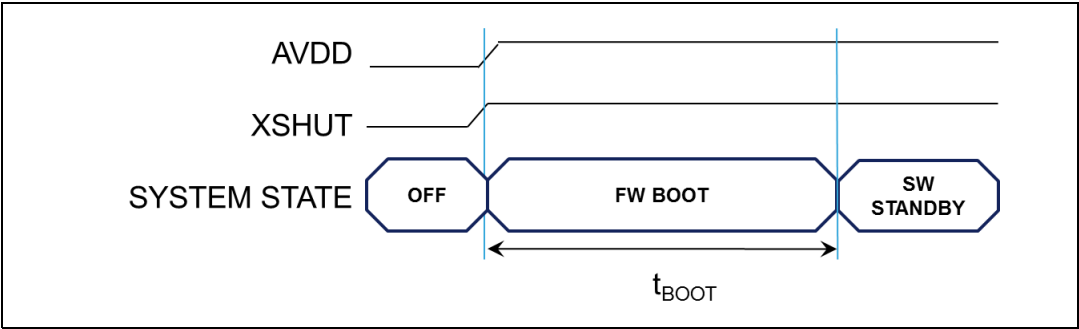 AVDD
XSHUT
SYSTEM STATE
OFF
FW BOOT
SW
STANDBY
tBOOT